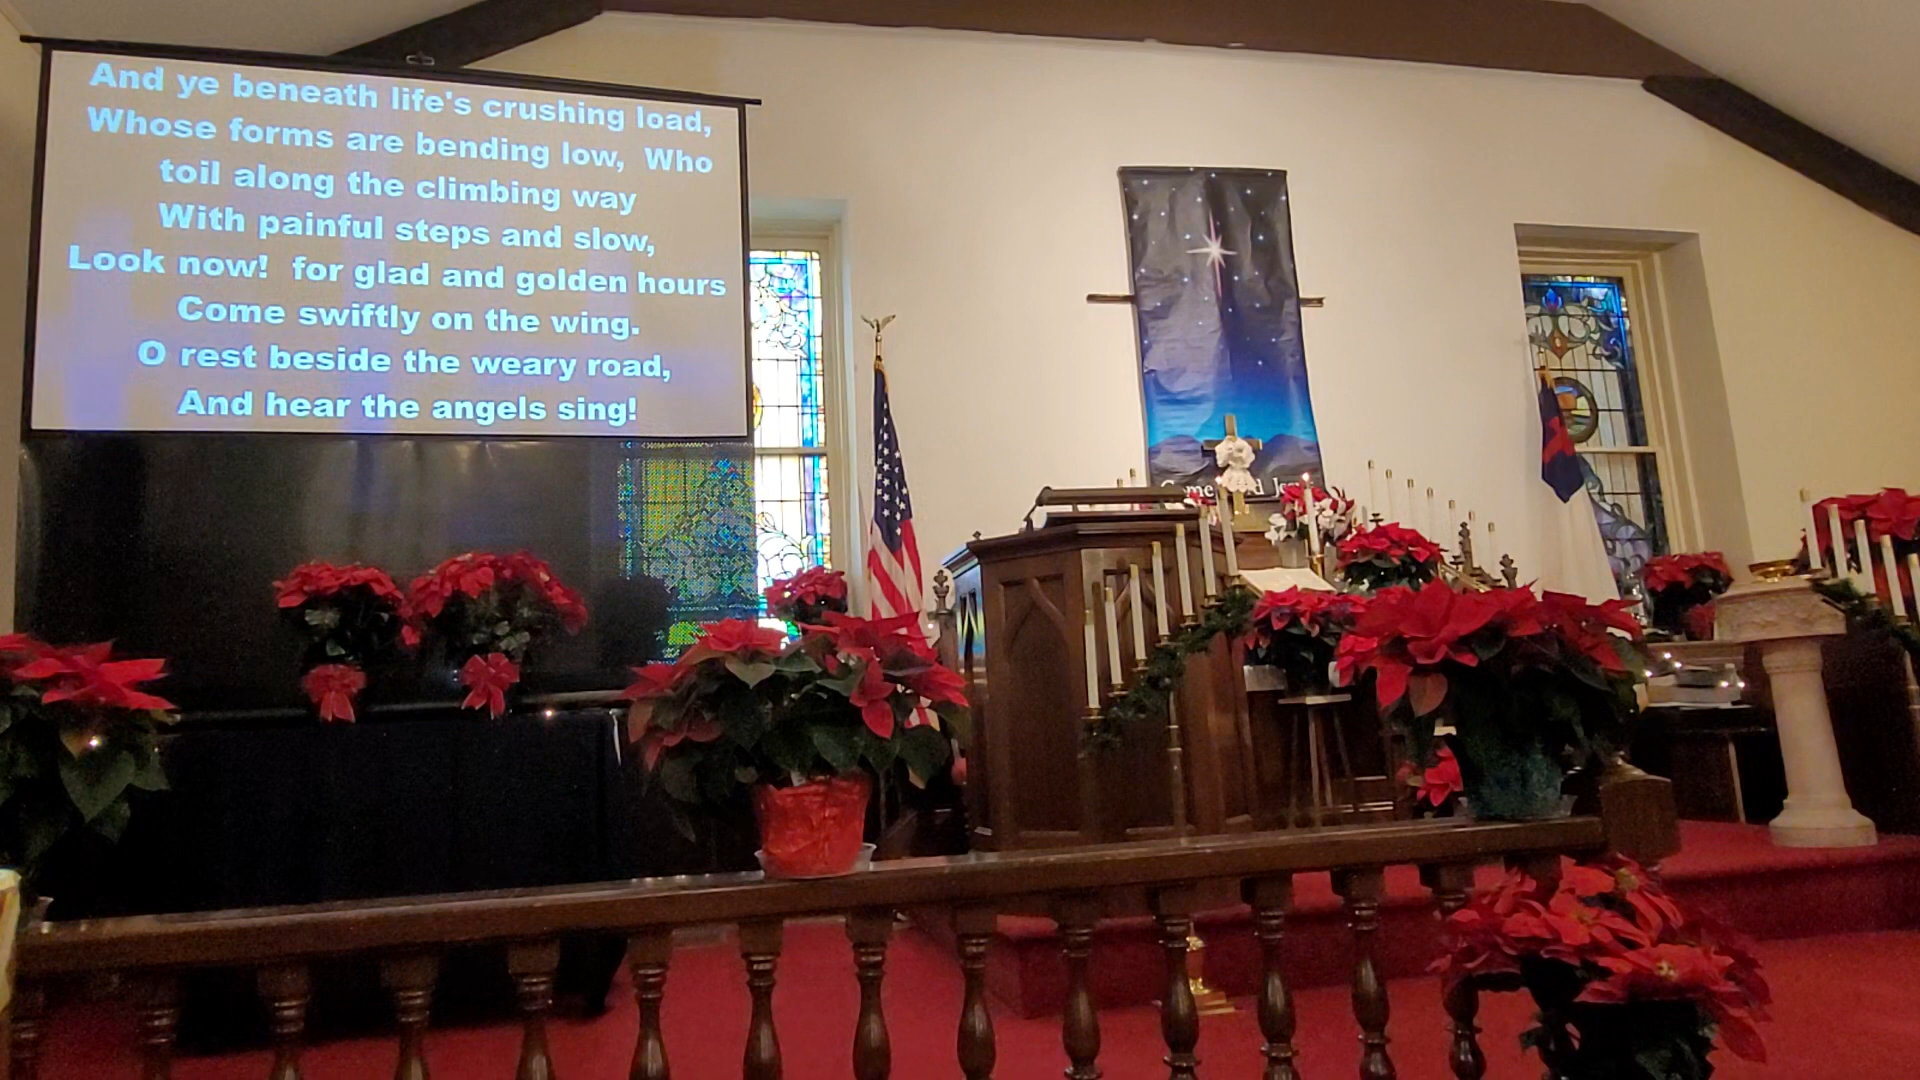 And ye beneath life's crushing load,
Whose forms are bending low,  Who
toil along the climbing way
With painful steps and slow,
Look now!  for glad and golden hours
Come swiftly on the wing.
O rest beside the weary road,
And hear the angels sing!
Come